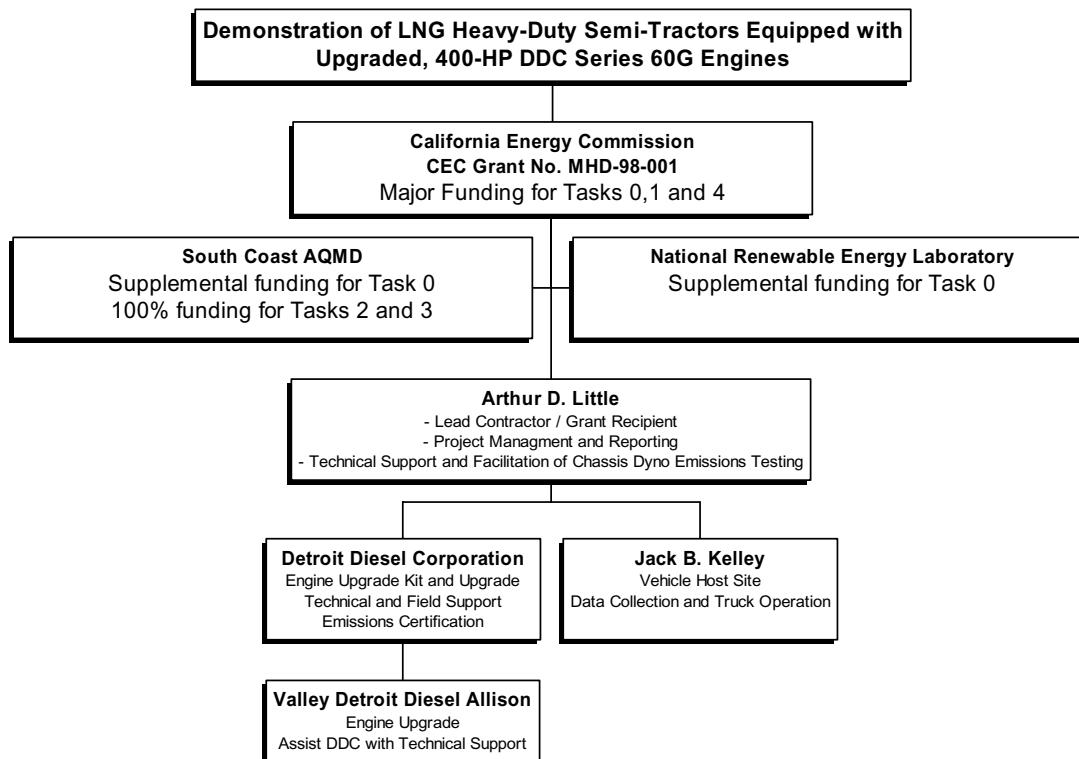 Demonstration of LNG Heavy-Duty Semi-Tractors Equipped with
Upgraded, 400-HP DDC Series 60G Engines
California Energy Commission
CEC Grant No. MHD-98-001
Major Funding for Tasks 0,1 and 4
South Coast AQMD
Supplemental funding for Task 0
100% funding for Tasks 2 and 3
National Renewable Energy Laboratory
Supplemental funding for Task 0
Arthur D. Little
- Lead Contractor / Grant Recipient
- Project Managment and Reporting
- Technical Support and Facilitation of Chassis Dyno Emissions Testing
Detroit Diesel Corporation
Engine Upgrade Kit and Upgrade
Technical and Field Support
Emissions Certification
Jack B. Kelley
Vehicle Host Site
Data Collection and Truck Operation
Valley Detroit Diesel Allison
Engine Upgrade
Assist DDC with Technical Support